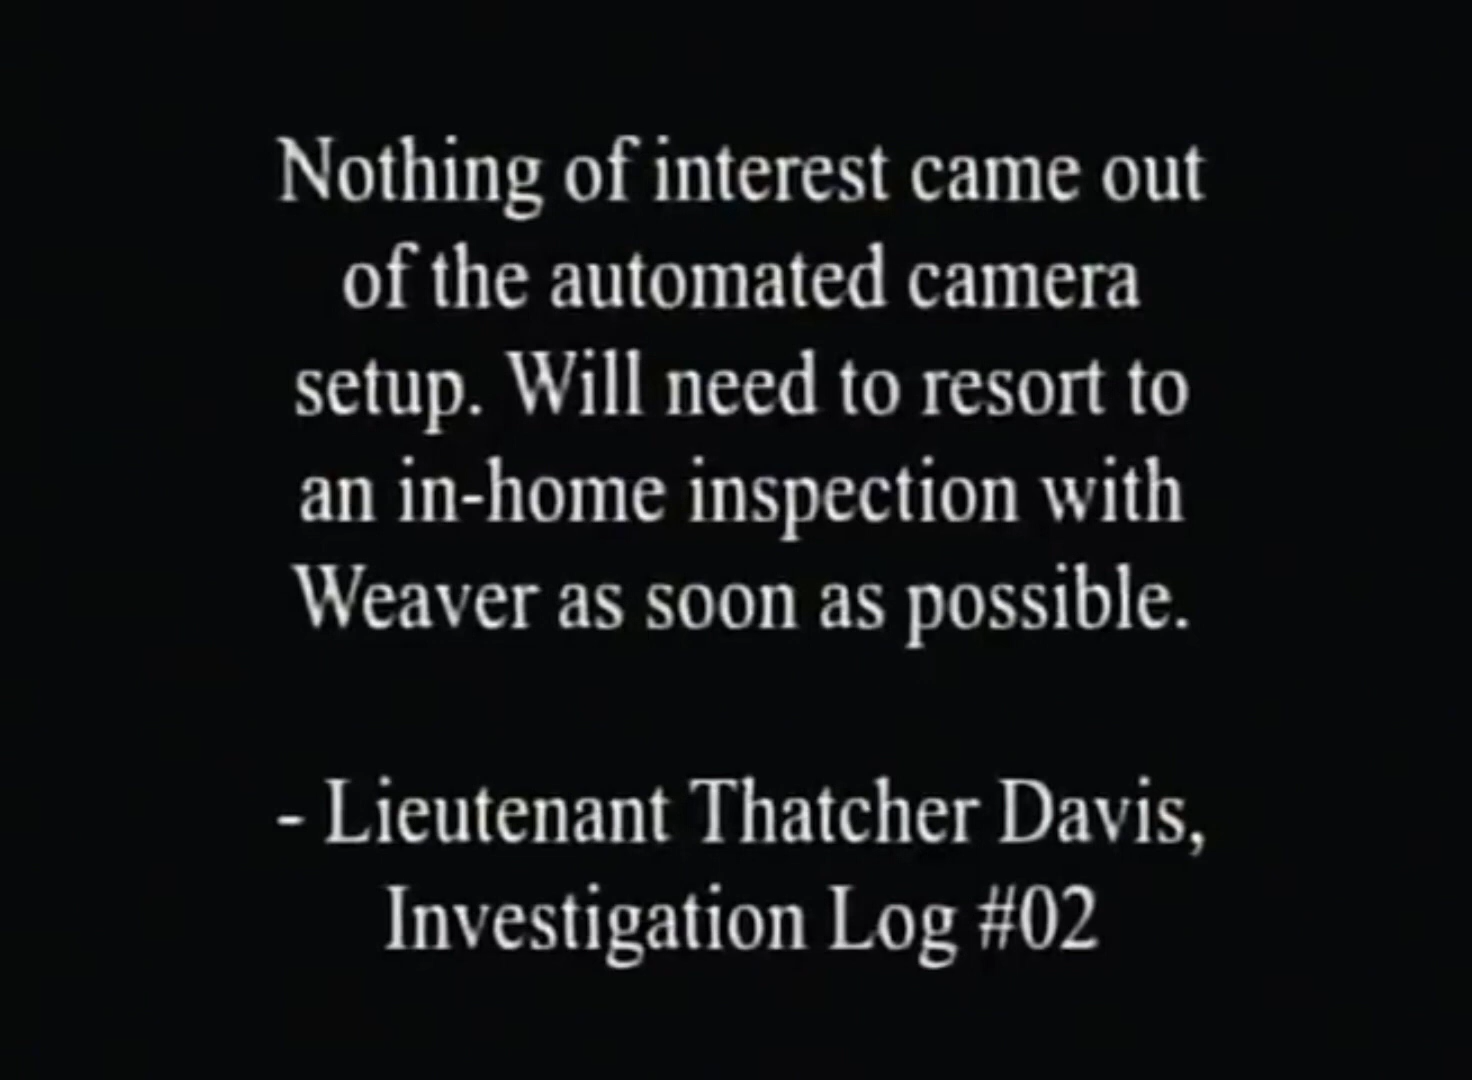 Nothing of interest came out
of the automated camera
setup. Will need to resort to
an in-home inspection with
Weaver as soon as possible.
- Lieutenant Thatcher Davis,
Investigation Log #02